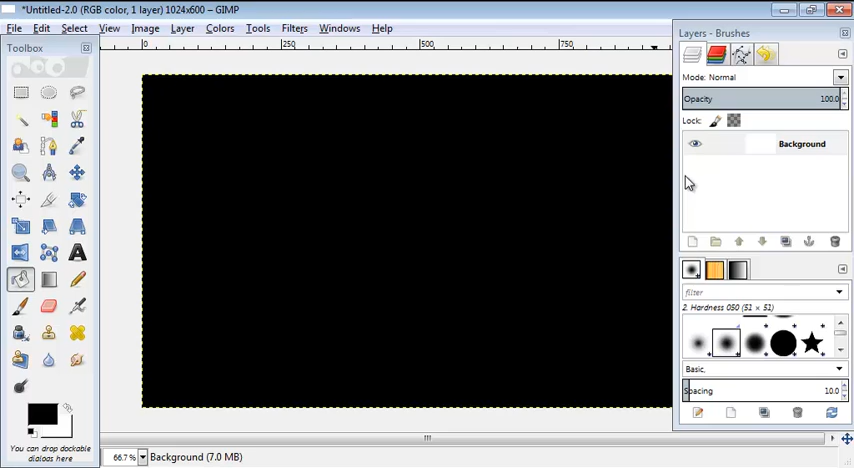 *Untitled-2.0 (RGB color, 1 layer) 1024x600 – GIMP
File Edit Select View Image Layer Colors Tools Filters Windows Help
Toolbox
0 250 500 750
Layers - Brushes
Mode: Normal
Opacity 100.0
Lock:
Background
filter
2. Hardness 050 (51 × 51)
Basic,
Spacing 10.0
You can drop dockable dialogs here
66.7 % Background (7.0 MB)